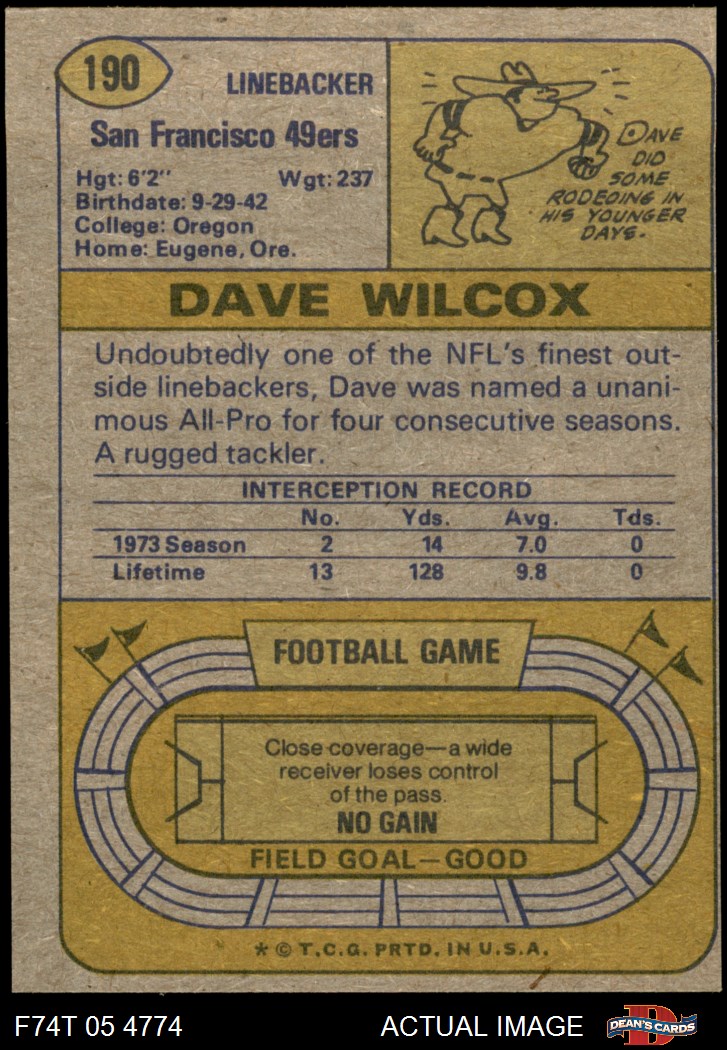 190
LINEBACKER
San Francisco 49ers
Hgt: 6'2" Wgt: 237
Birthdate: 9-29-42
College: Oregon
Home: Eugene, Ore.
DAVE
DID
SOME
RODEOING IN
HIS YOUNGER
DAYS.
DAVE WILCOX
Undoubtedly one of the NFL's finest out-
side linebackers, Dave was named a unani-
mous All-Pro for four consecutive seasons.
A rugged tackler.
INTERCEPTION RECORD
No. Yds. Avg. Tds.
1973 Season 2 14 7.0 0
Lifetime 13 128 9.8 0
FOOTBALL GAME
Close coverage—a wide
receiver loses control
of the pass.
NO GAIN
FIELD GOAL—GOOD
* © T.C.G. PRTD. IN U.S.A.
F74T 05 4774 ACTUAL IMAGE DEAN'S CARDS